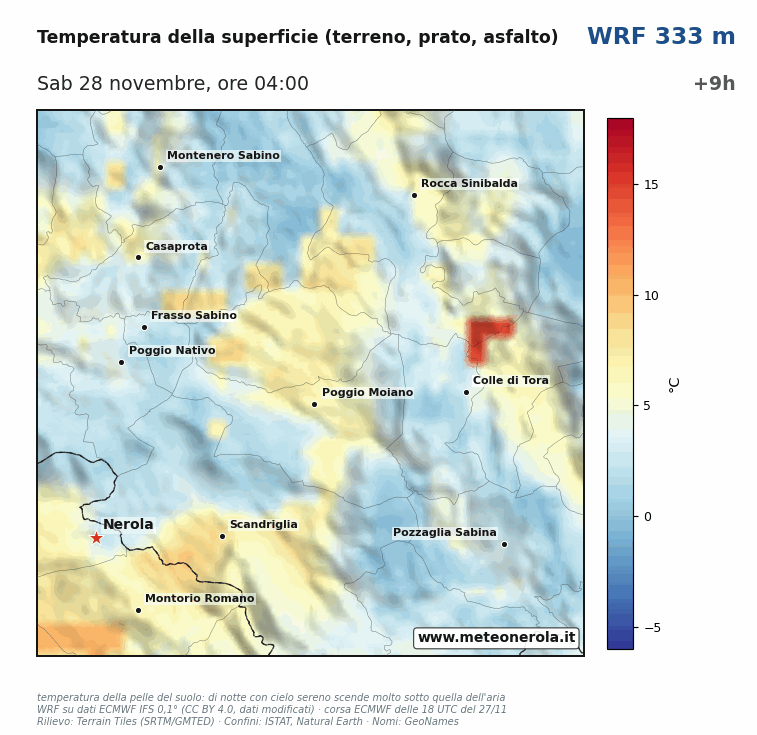 Temperatura della superficie (terreno, prato, asfalto) WRF 333 m
Sab 28 novembre, ore 04:00 +9h
Montenero Sabino
Rocca Sinibalda
Casaprota
Frasso Sabino
Poggio Nativo
Colle di Tora
Poggio Moiano
Nerola
Scandriglia
Pozzaglia Sabina
Montorio Romano
www.meteonerola.it
15
10
5
0
−5
°C
temperatura della pelle del suolo: di notte con cielo sereno scende molto sotto quella dell'aria
WRF su dati ECMWF IFS 0,1° (CC BY 4.0, dati modificati) · corsa ECMWF delle 18 UTC del 27/11
Rilievo: Terrain Tiles (SRTM/GMTED) · Confini: ISTAT, Natural Earth · Nomi: GeoNames